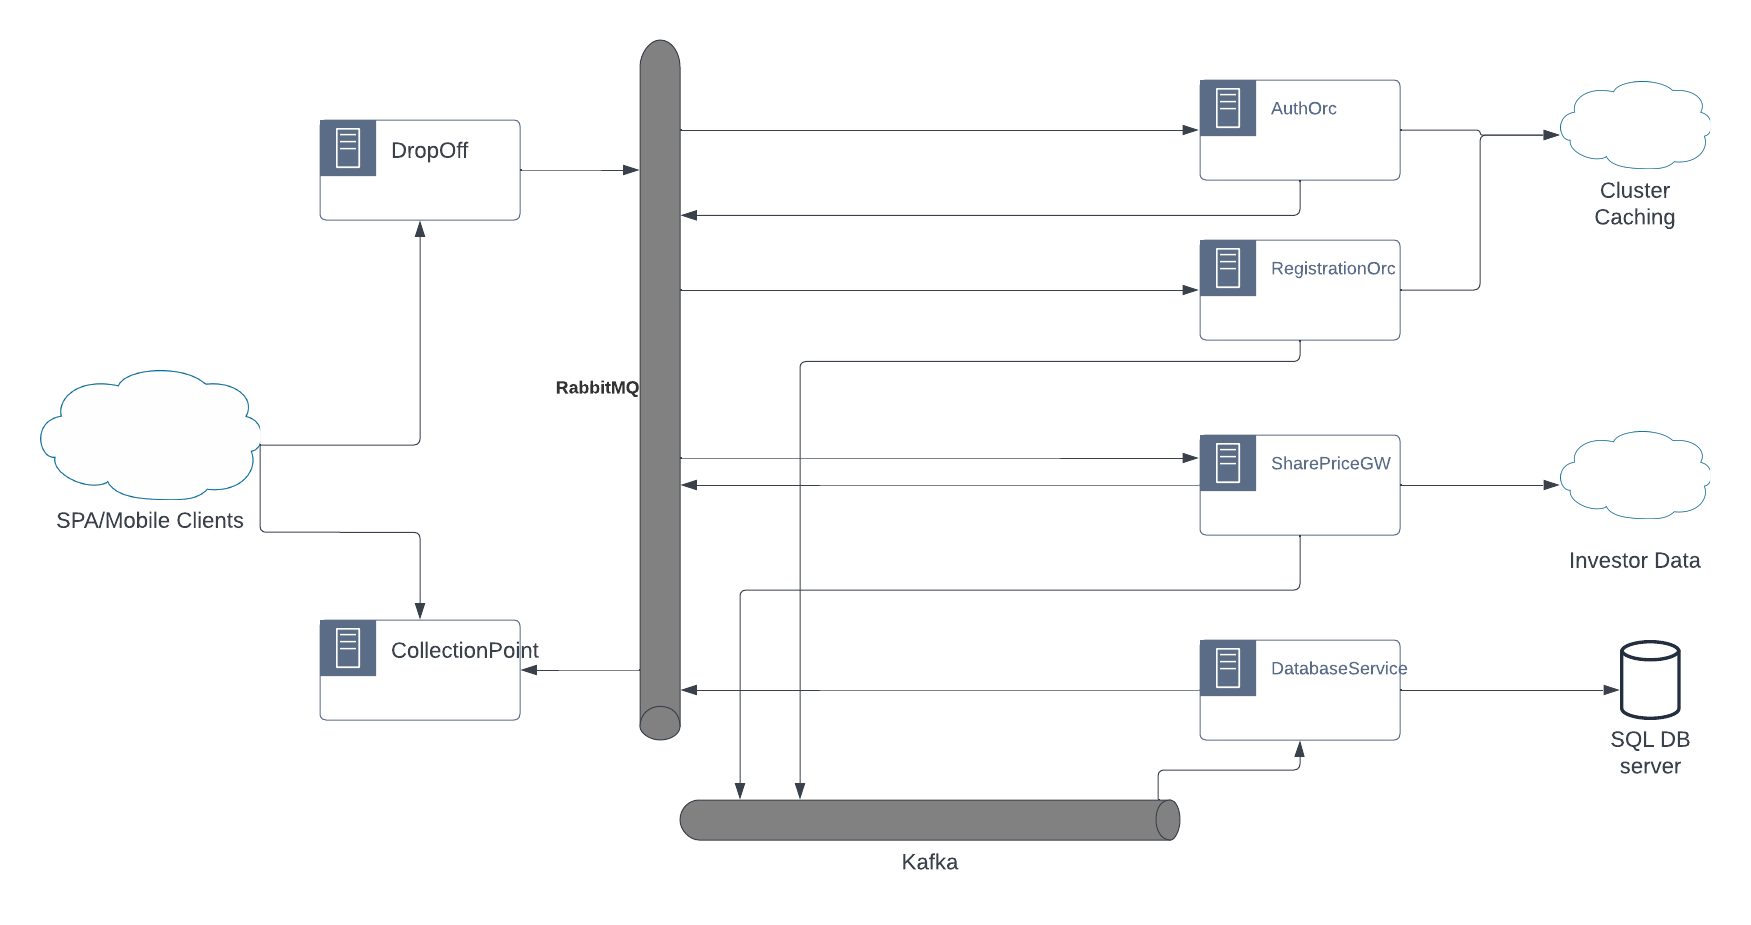 AuthOrc
DropOff
Cluster
Caching
RegistrationOrc
RabbitMQ
SharePriceGW
SPA/Mobile Clients
Investor Data
CollectionPoint
DatabaseService
SQL DB
server
Kafka